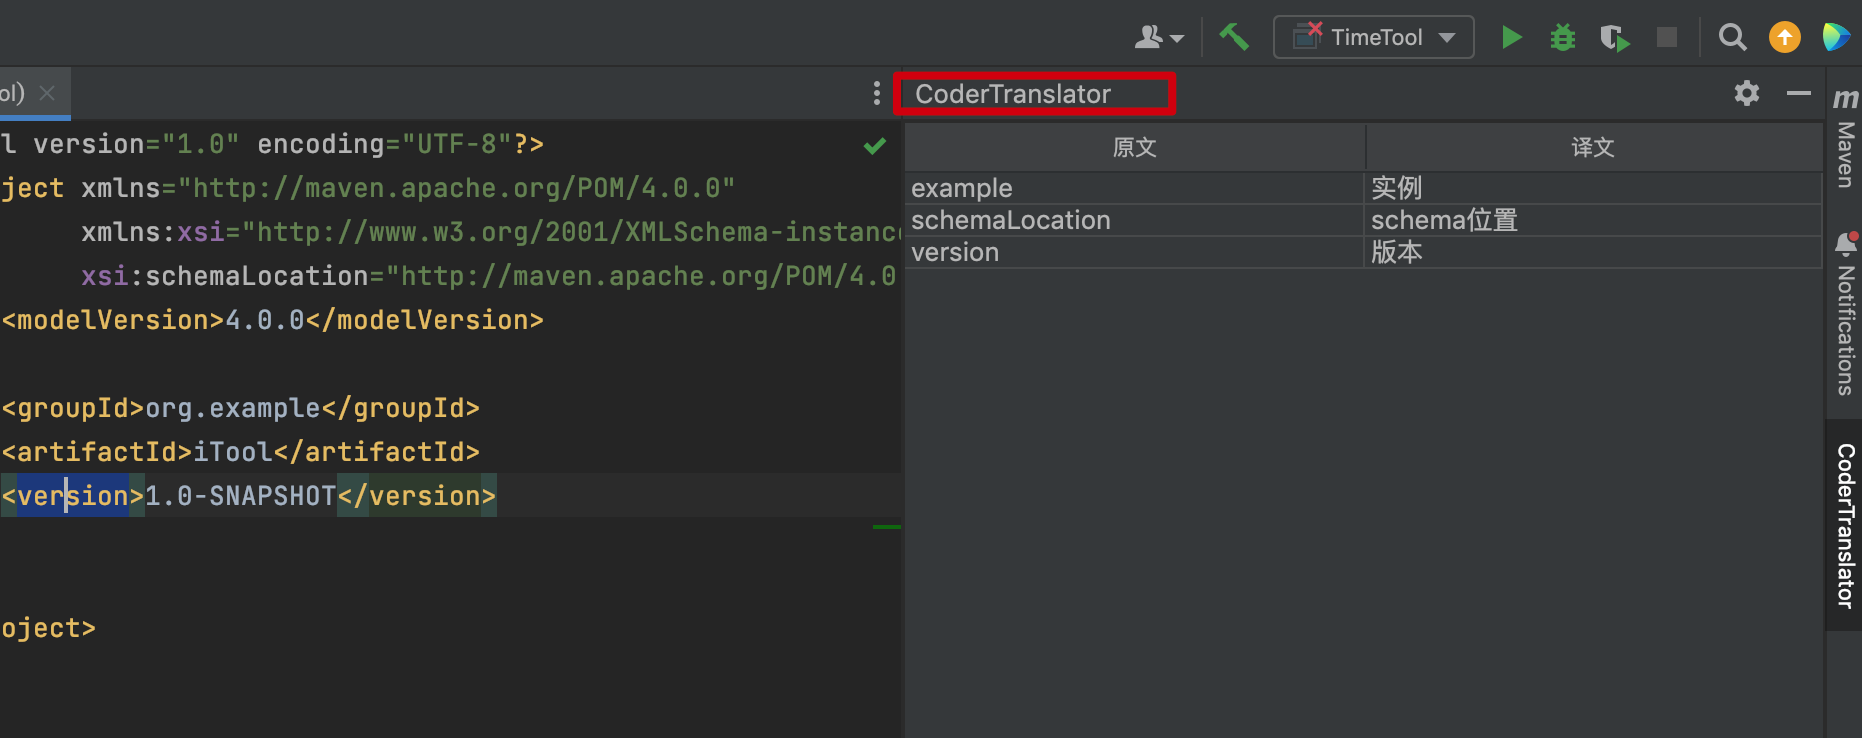 TimeTool
ol)
CoderTranslator
l version="1.0" encoding="UTF-8"?>
ject xmlns="http://maven.apache.org/POM/4.0.0"
xmlns:xsi="http://www.w3.org/2001/XMLSchema-instanc
xsi:schemaLocation="http://maven.apache.org/POM/4.0
<modelVersion>4.0.0</modelVersion>
<groupId>org.example</groupId>
<artifactId>iTool</artifactId>
<version>1.0-SNAPSHOT</version>
oject>
原文 译文
example 实例
schemaLocation schema位置
version 版本
m
Maven
Notifications
CoderTranslator